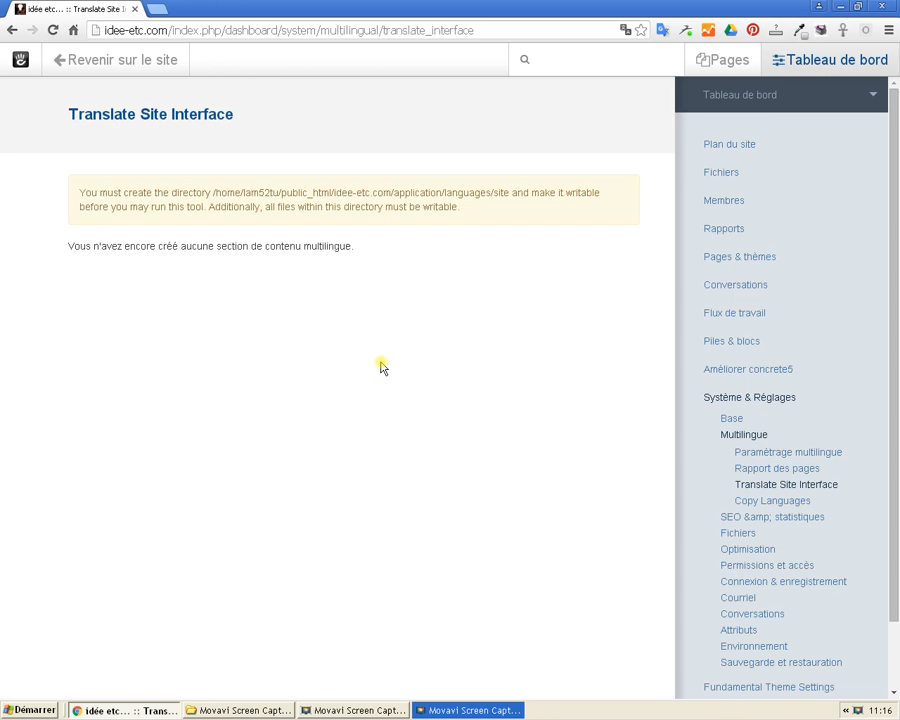 idée etc... :: Translate Site I
idee-etc.com/index.php/dashboard/system/multilingual/translate_interface
Revenir sur le site
Pages
Tableau de bord
Translate Site Interface
You must create the directory /home/lam52tu/public_html/idee-etc.com/application/languages/site and make it writable
before you may run this tool. Additionally, all files within this directory must be writable.
Vous n'avez encore créé aucune section de contenu multilingue.
Tableau de bord
Plan du site
Fichiers
Membres
Rapports
Pages & thèmes
Conversations
Flux de travail
Piles & blocs
Améliorer concrete5
Système & Réglages
Base
Multilingue
Paramétrage multilingue
Rapport des pages
Translate Site Interface
Copy Languages
SEO &amp; statistiques
Fichiers
Optimisation
Permissions et accès
Connexion & enregistrement
Courriel
Conversations
Attributs
Environnement
Sauvegarde et restauration
Fundamental Theme Settings
Démarrer
idée etc... :: Trans...
Movavi Screen Capt...
Movavi Screen Capt...
Movavi Screen Capt...
11:16